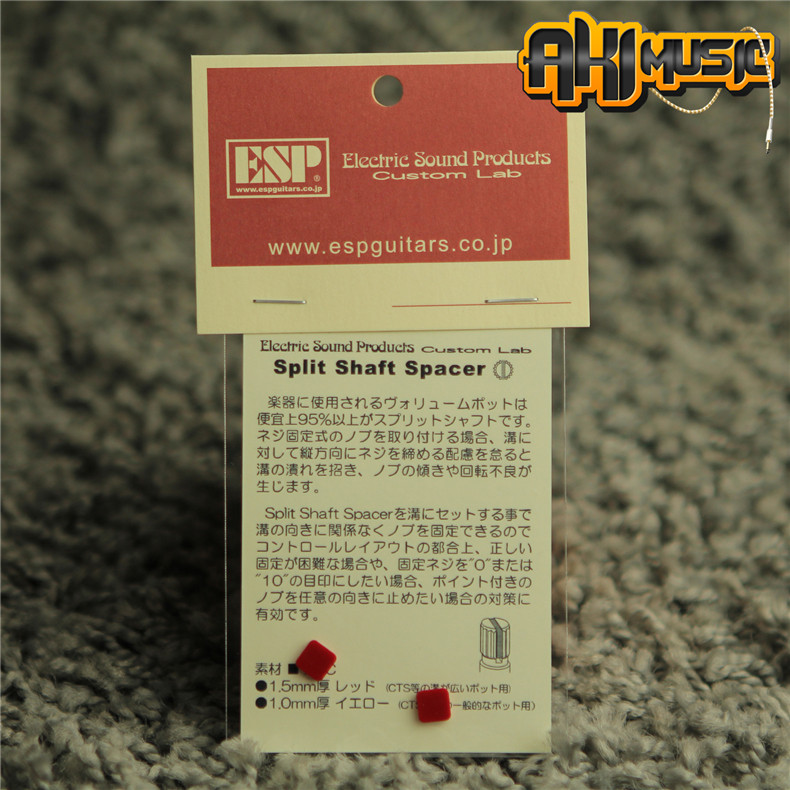 AKI MUSIC
ESP®
www.espguitars.co.jp
Electric Sound Products
Custom Lab
www.espguitars.co.jp
Electric Sound Products Custom Lab
Split Shaft Spacer
楽器に使用されるヴォリュームポットは
便宜上95%以上がスプリットシャフトです。
ネジ固定式のノブを取り付ける場合、溝に
対して縦方向にネジを締める配慮を怠ると
溝の潰れを招き、ノブの傾きや回転不良が
生じます。
Split Shaft Spacerを溝にセットする事で
溝の向きに関係なくノブを固定できるので
コントロールレイアウトの都合上、正しい
固定が困難な場合や、固定ネジを"0"または
"10"の目印にしたい場合、ポイント付きの
ノブを任意の向きに止めたい場合の対策に
有効です。
素材■
●1.5mm厚 レッド (CTS等の溝が広いポット用)
●1.0mm厚 イエロー (CTS 一般的なポット用)